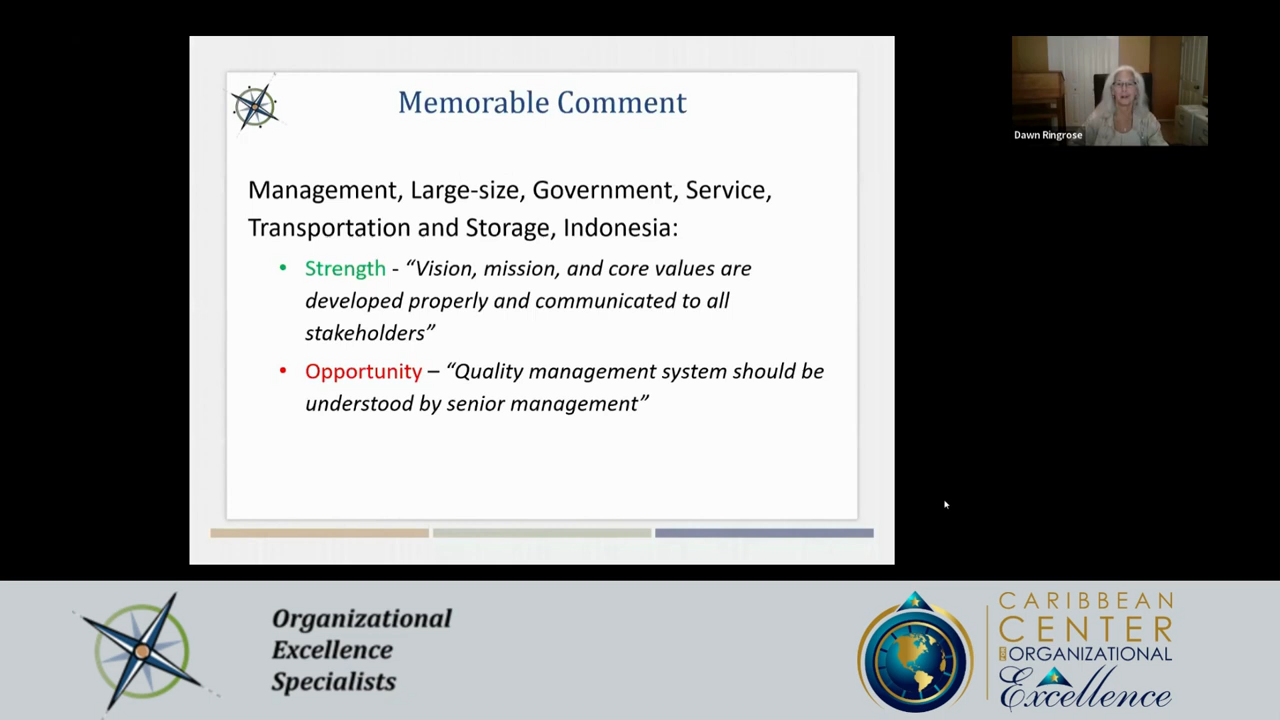 Memorable Comment
Management, Large-size, Government, Service,
Transportation and Storage, Indonesia:
• Strength - “Vision, mission, and core values are
developed properly and communicated to all
stakeholders”
• Opportunity – “Quality management system should be
understood by senior management”
Dawn Ringrose
Organizational
Excellence
Specialists
CARIBBEAN
CENTER
FOR ORGANIZATIONAL
Excellence